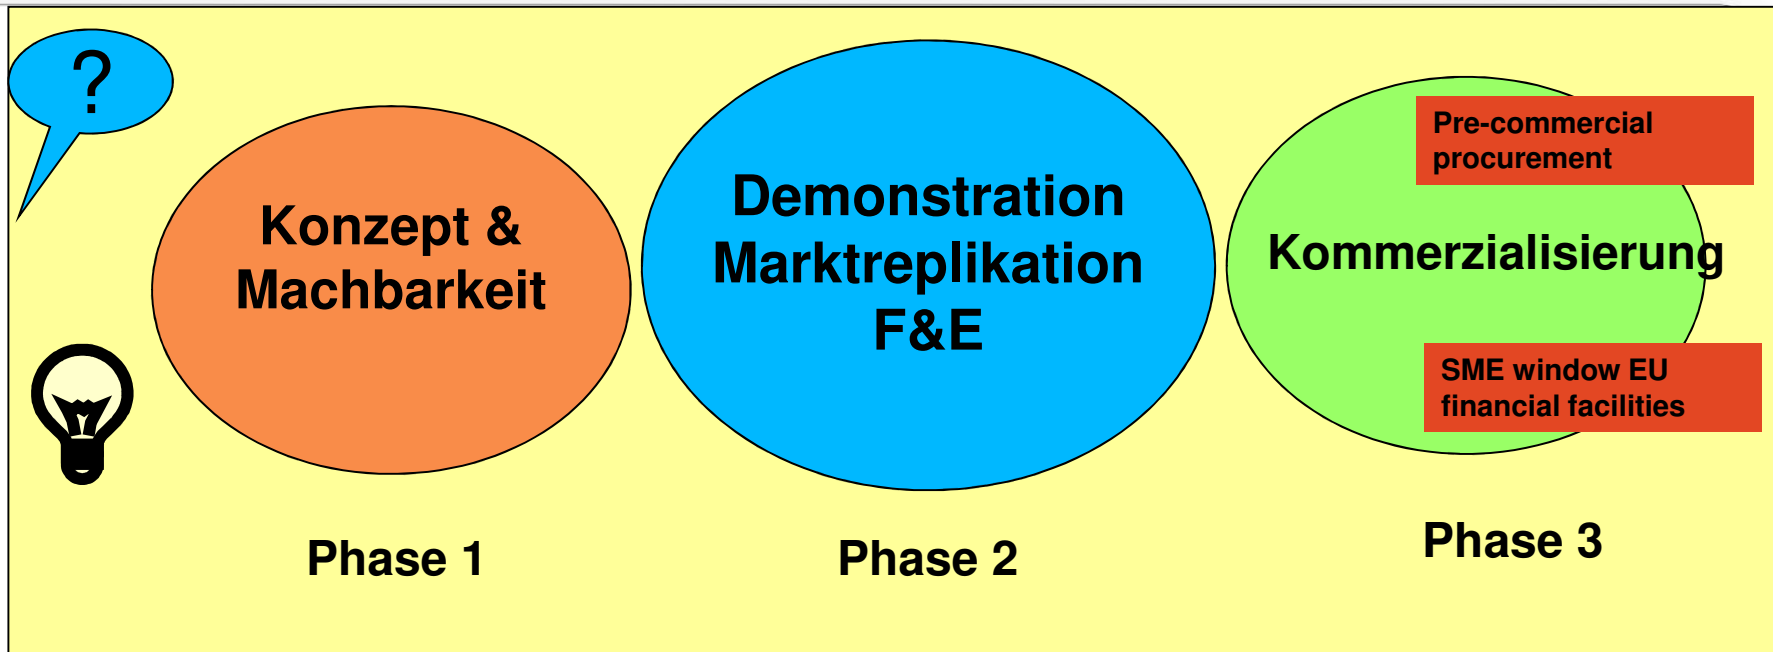 ?
Konzept &
Machbarkeit
Phase 1
Demonstration
Marktreplikation
F&E
Phase 2
Pre-commercial
procurement
Kommerzialisierung
SME window EU
financial facilities
Phase 3